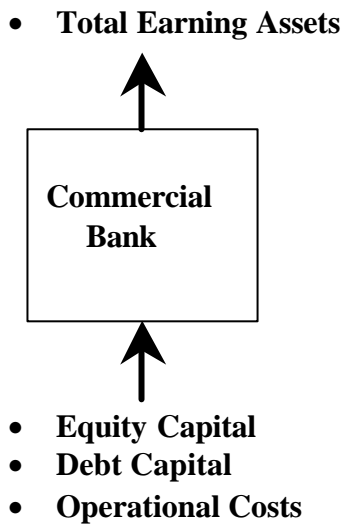 • Total Earning Assets
Commercial
Bank
• Equity Capital
• Debt Capital
• Operational Costs